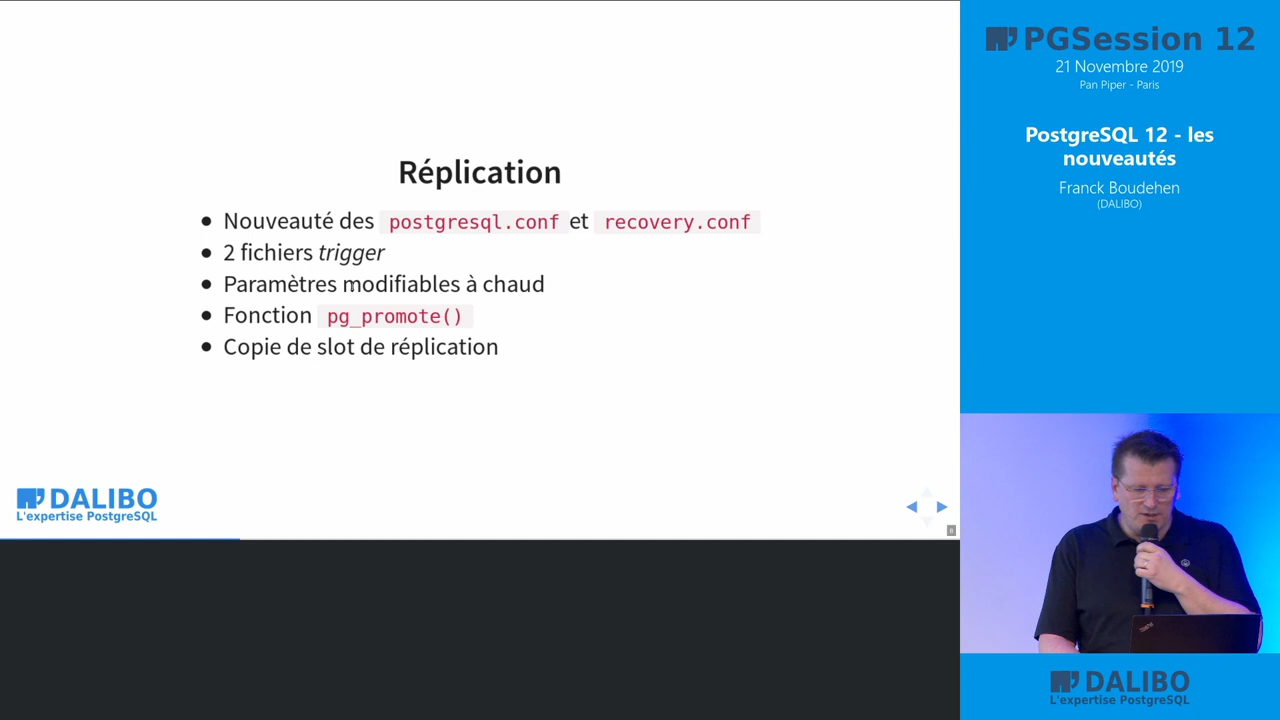 Réplication
Nouveauté des postgresql.conf et recovery.conf
2 fichiers trigger
Paramètres modifiables à chaud
Fonction pg_promote()
Copie de slot de réplication
DALIBO
L'expertise PostgreSQL
PGSession 12
21 Novembre 2019
Pan Piper - Paris
PostgreSQL 12 - les
nouveautés
Franck Boudehen
(DALIBO)
DALIBO
L'expertise PostgreSQL